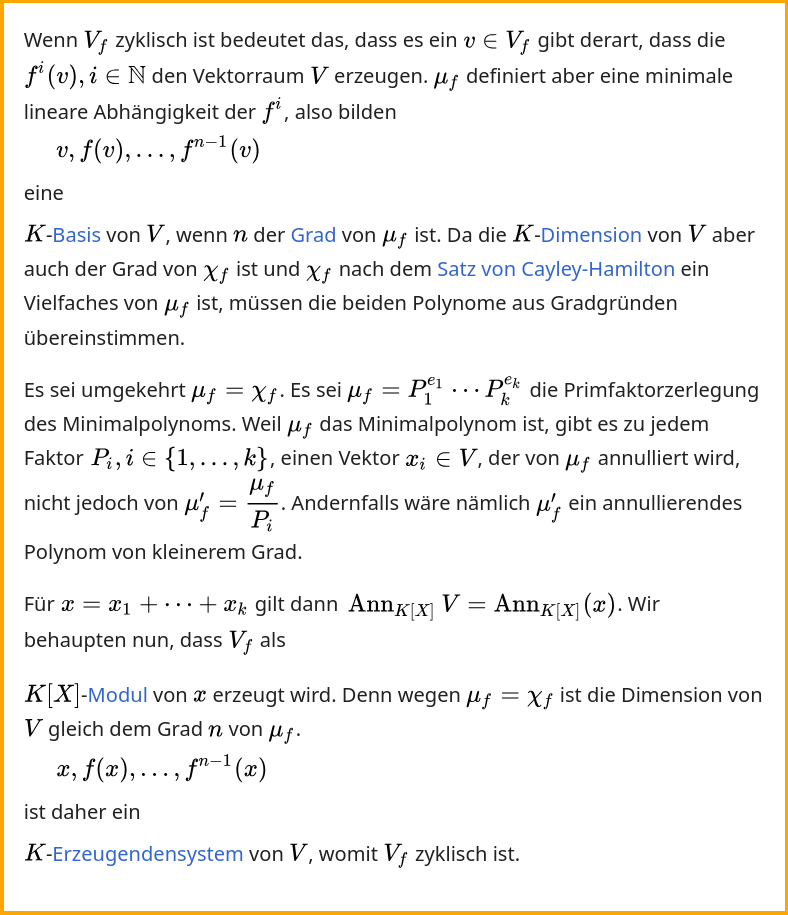 Wenn $V_f$ zyklisch ist bedeutet das, dass es ein $v \in V_f$ gibt derart, dass die
$f^i(v), i \in \mathbb{N}$ den Vektorraum $V$ erzeugen. $\mu_f$ definiert aber eine minimale
lineare Abhängigkeit der $f^i$, also bilden
$v, f(v), \ldots, f^{n-1}(v)$
eine
$K$-Basis von $V$, wenn $n$ der Grad von $\mu_f$ ist. Da die $K$-Dimension von $V$ aber
auch der Grad von $\chi_f$ ist und $\chi_f$ nach dem Satz von Cayley-Hamilton ein
Vielfaches von $\mu_f$ ist, müssen die beiden Polynome aus Gradgründen
übereinstimmen.
Es sei umgekehrt $\mu_f = \chi_f$. Es sei $\mu_f = P_1^{e_1} \cdots P_k^{e_k}$ die Primfaktorzerlegung
des Minimalpolynoms. Weil $\mu_f$ das Minimalpolynom ist, gibt es zu jedem
Faktor $P_i, i \in \{1, \ldots, k\}$, einen Vektor $x_i \in V$, der von $\mu_f$ annulliert wird,
nicht jedoch von $\mu_f' = \dfrac{\mu_f}{P_i}$. Andernfalls wäre nämlich $\mu_f'$ ein annullierendes
Polynom von kleinerem Grad.
Für $x = x_1 + \cdots + x_k$ gilt dann $\operatorname{Ann}_{K[X]} V = \operatorname{Ann}_{K[X]}(x)$. Wir
behaupten nun, dass $V_f$ als
$K[X]$-Modul von $x$ erzeugt wird. Denn wegen $\mu_f = \chi_f$ ist die Dimension von
$V$ gleich dem Grad $n$ von $\mu_f$.
$x, f(x), \ldots, f^{n-1}(x)$
ist daher ein
$K$-Erzeugendensystem von $V$, womit $V_f$ zyklisch ist.